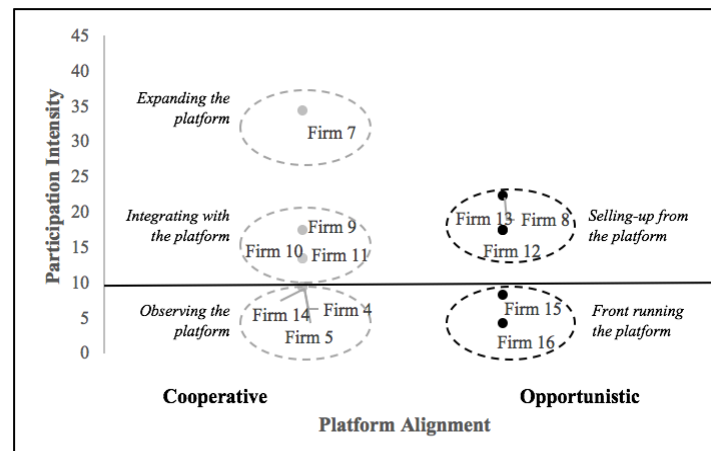 45
40
35
30
25
20
15
10
5
0
Participation Intensity
Expanding the
platform
Firm 7
Integrating with
the platform
Firm 9
Firm 10
Firm 11
Firm 13
Firm 8
Firm 12
Selling-up from
the platform
Observing the
platform
Firm 14
Firm 4
Firm 5
Firm 15
Firm 16
Front running
the platform
Cooperative
Opportunistic
Platform Alignment